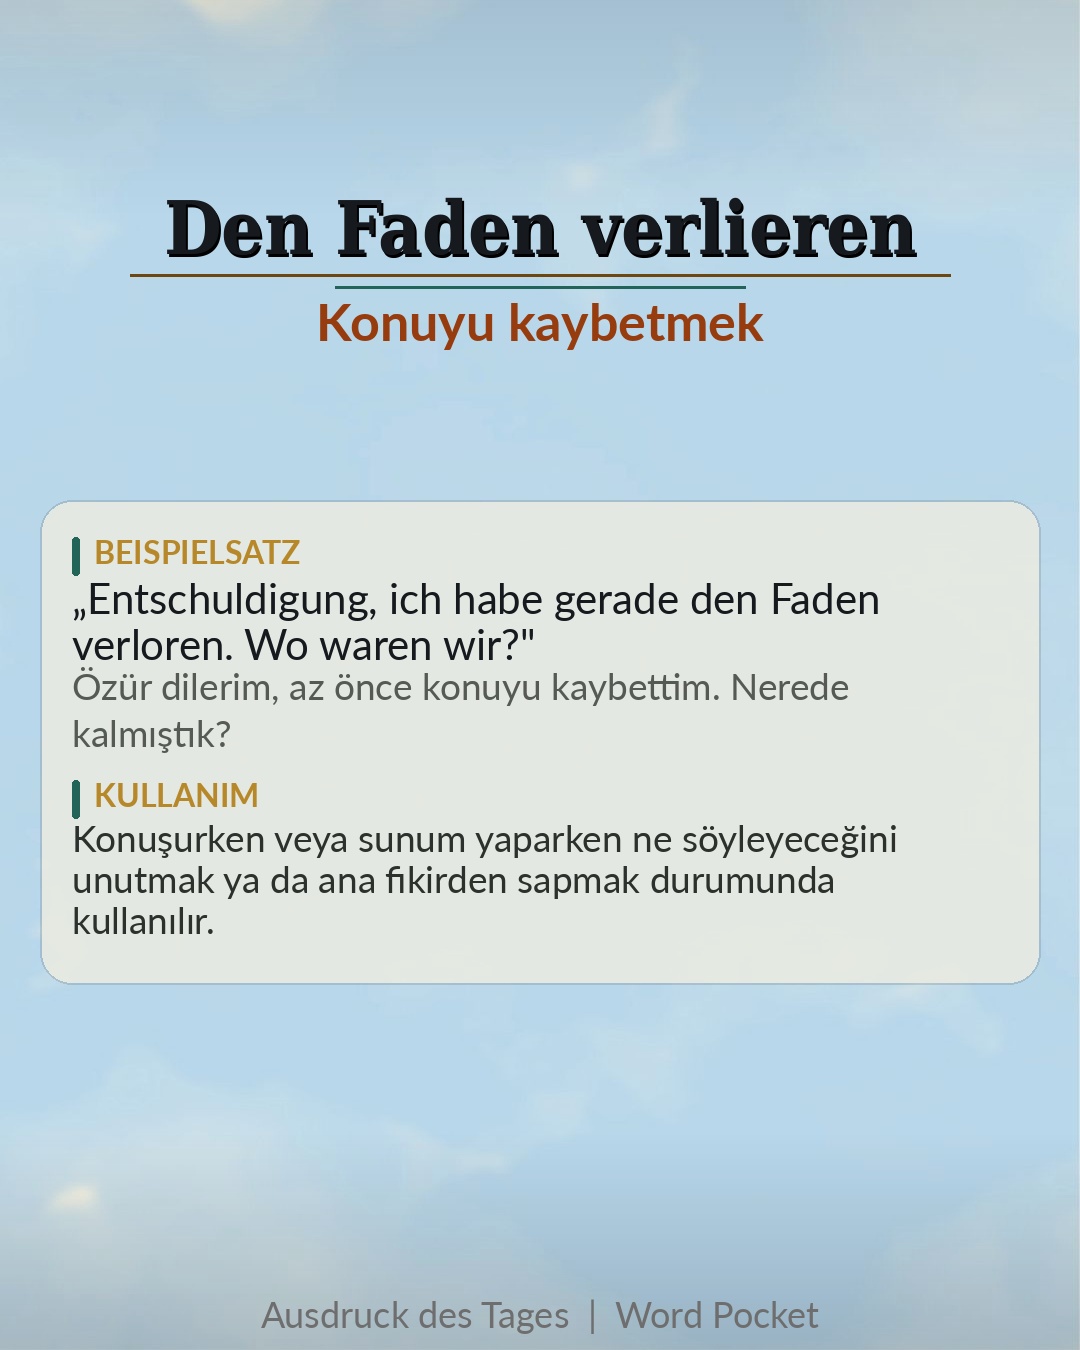 Den Faden verlieren
Konuyu kaybetmek
BEISPIELSATZ
„Entschuldigung, ich habe gerade den Faden
verloren. Wo waren wir?"
Özür dilerim, az önce konuyu kaybettim. Nerede
kalmıştık?
KULLANIM
Konuşurken veya sunum yaparken ne söyleyeceğini
unutmak ya da ana fikirden sapmak durumunda
kullanılır.
Ausdruck des Tages | Word Pocket